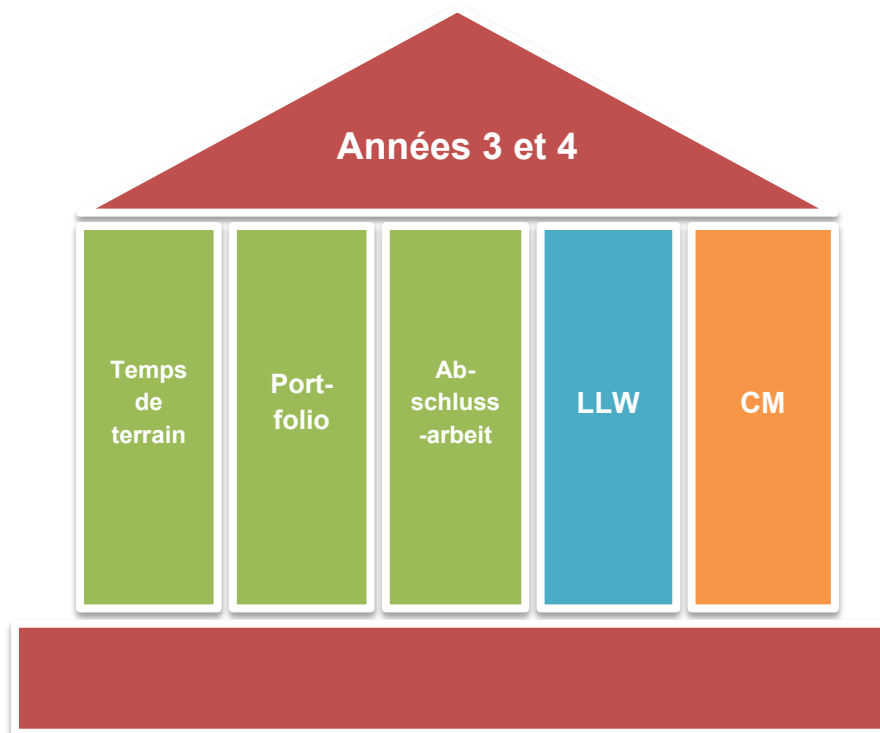 Années 3 et 4
Temps
de
terrain
Port-
folio
Ab-
schluss
-arbeit
LLW
CM